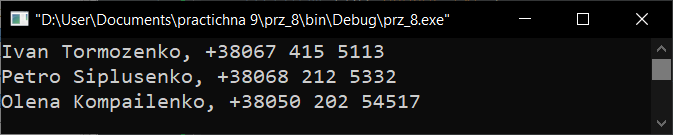 "D:\User\Documents\practichna 9\prz_8\bin\Debug\prz_8.exe"
Ivan Tormozenko, +38067 415 5113
Petro Siplusenko, +38068 212 5332
Olena Kompailenko, +38050 202 54517